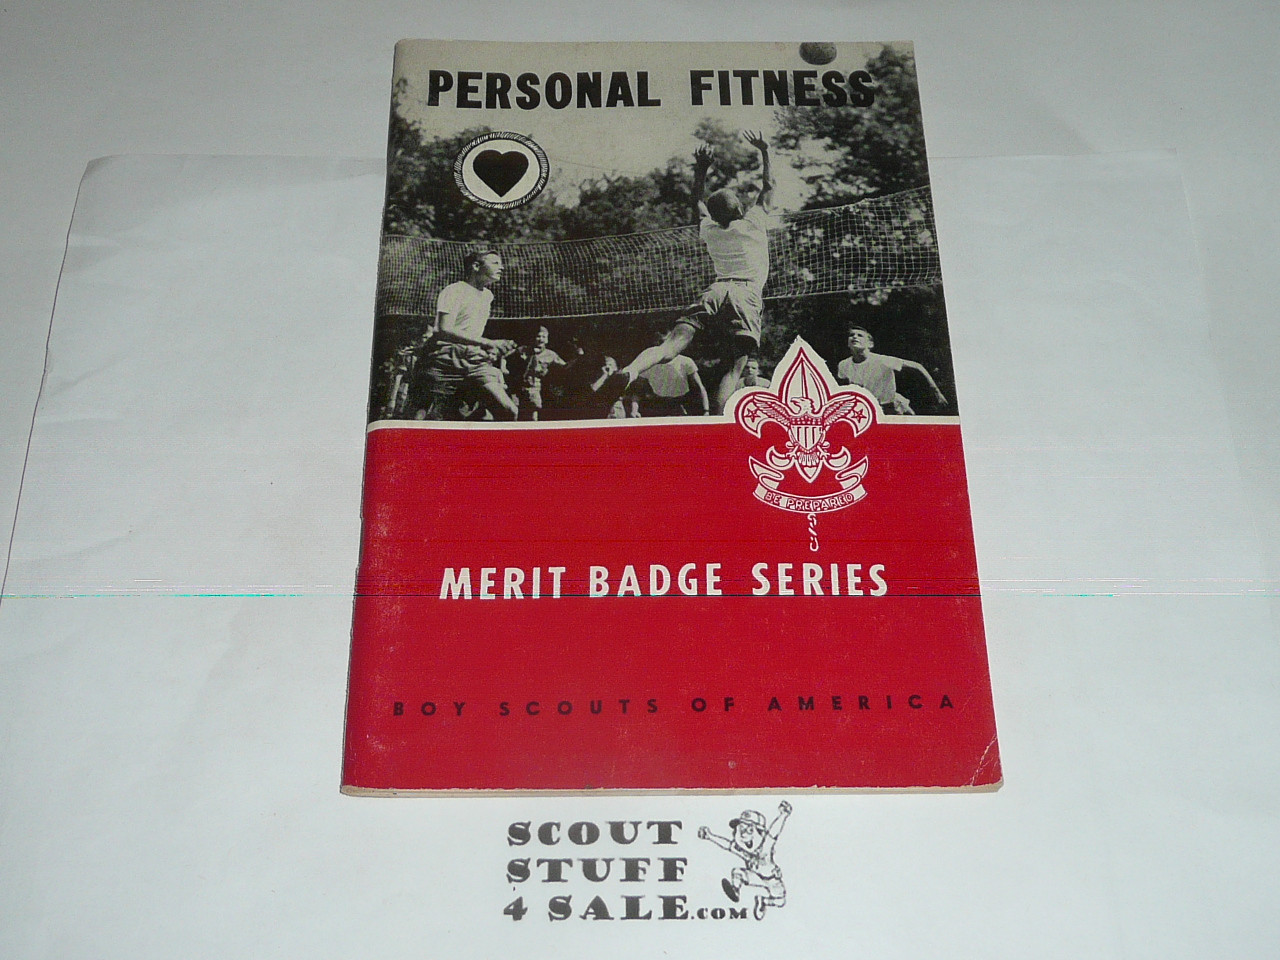 PERSONAL FITNESS
BE PREPARED
MERIT BADGE SERIES
BOY SCOUTS OF AMERICA
SCOUT
STUFF
4 SALE.COM